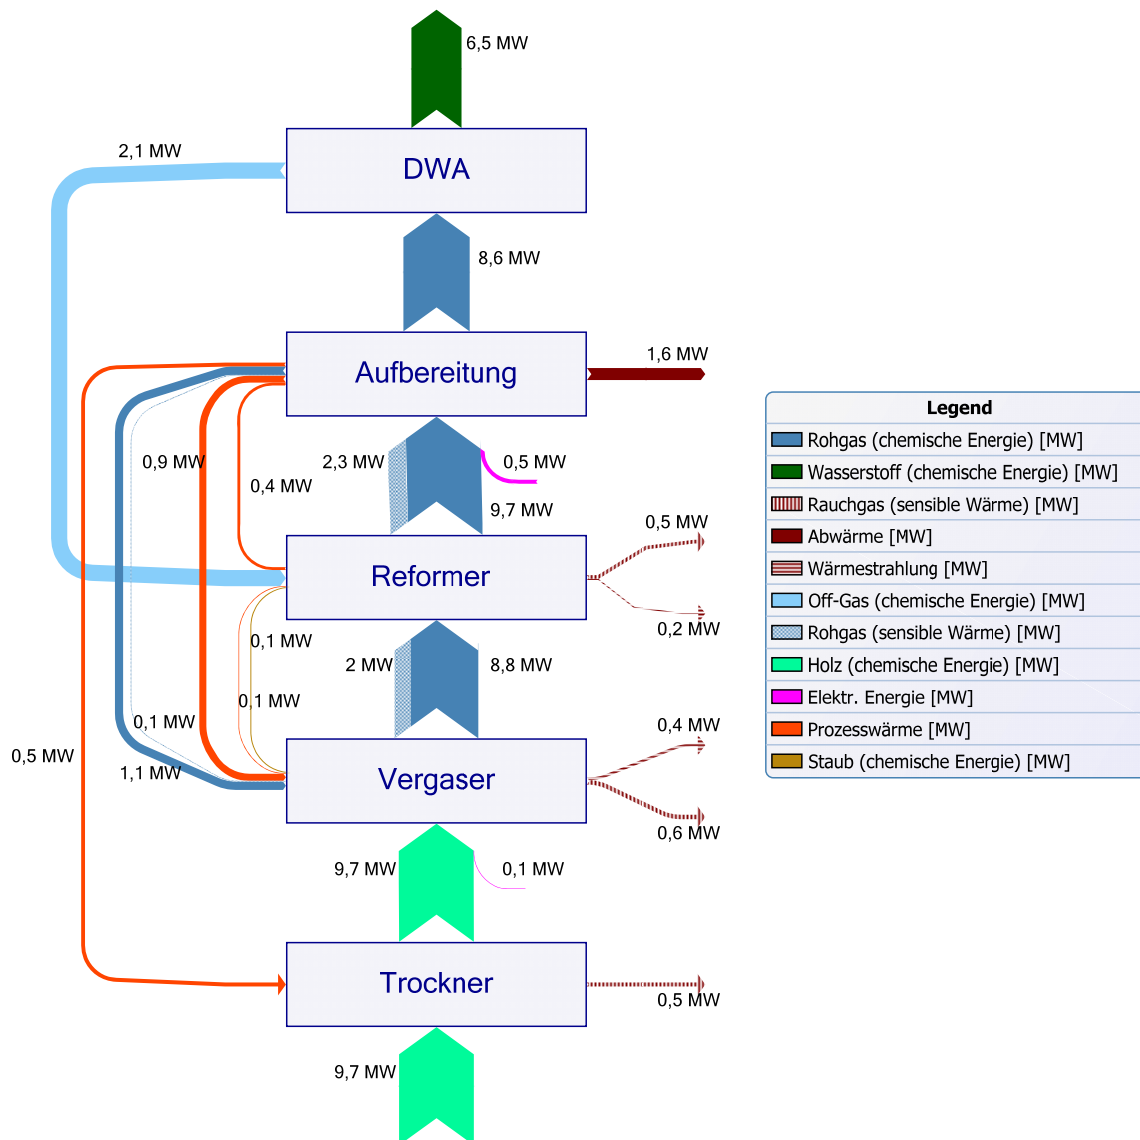 6,5 MW
DWA
2,1 MW
8,6 MW
Aufbereitung
1,6 MW
0,9 MW
0,4 MW
2,3 MW
0,5 MW
9,7 MW
Reformer
0,5 MW
0,2 MW
0,1 MW
2 MW
8,8 MW
0,1 MW
0,1 MW
0,5 MW
1,1 MW
Vergaser
0,4 MW
0,6 MW
9,7 MW
0,1 MW
Trockner
0,5 MW
9,7 MW
Legend
Rohgas (chemische Energie) [MW]
Wasserstoff (chemische Energie) [MW]
Rauchgas (sensible Wärme) [MW]
Abwärme [MW]
Wärmestrahlung [MW]
Off-Gas (chemische Energie) [MW]
Rohgas (sensible Wärme) [MW]
Holz (chemische Energie) [MW]
Elektr. Energie [MW]
Prozesswärme [MW]
Staub (chemische Energie) [MW]